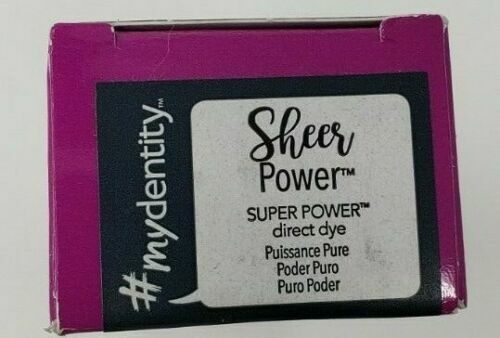 #mydentity™
Sheer
Power™
SUPER POWER™
direct dye
Puissance Pure
Poder Puro
Puro Poder